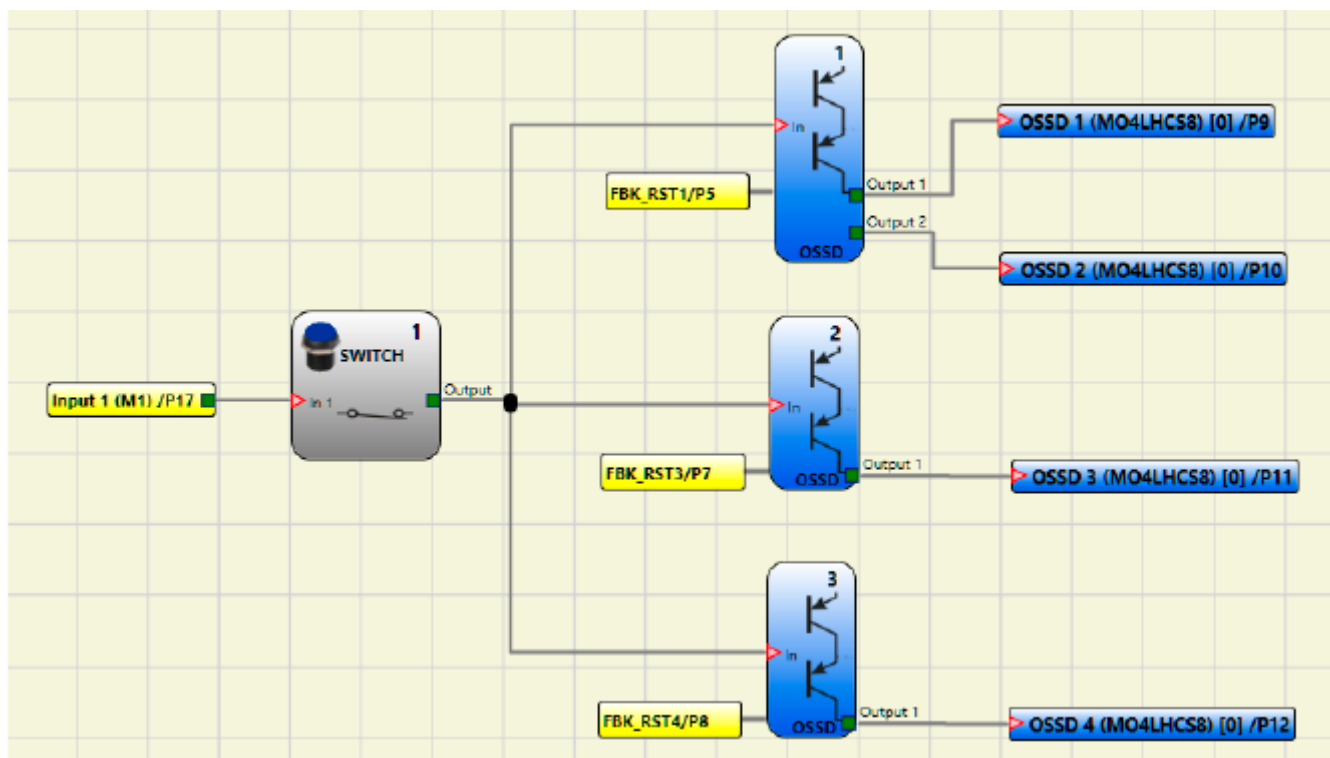 1
In
OSSD 1 (MO4LHCS8) [0] /P9
FBK_RST1/P5
Output 1
Output 2
OSSD
OSSD 2 (MO4LHCS8) [0] /P10
1
SWITCH
Input 1 (M1) /P17
In 1
Output
2
In
FBK_RST3/P7
Output 1
OSSD
OSSD 3 (MO4LHCS8) [0] /P11
3
In
FBK_RST4/P8
Output 1
OSSD
OSSD 4 (MO4LHCS8) [0] /P12